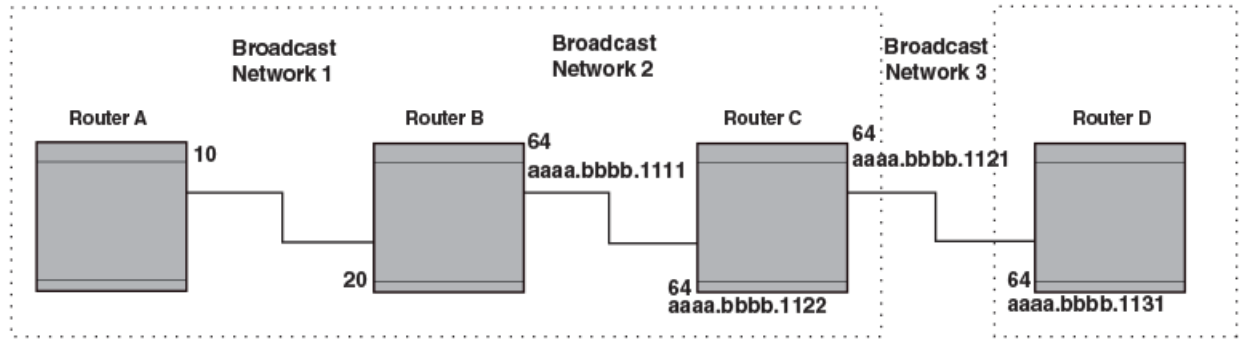 Broadcast
Network 1
Broadcast
Network 2
Broadcast
Network 3
Router A
Router B
Router C
Router D
10
64
aaaa.bbbb.1111
64
aaaa.bbbb.1121
20
64
aaaa.bbbb.1122
64
aaaa.bbbb.1131